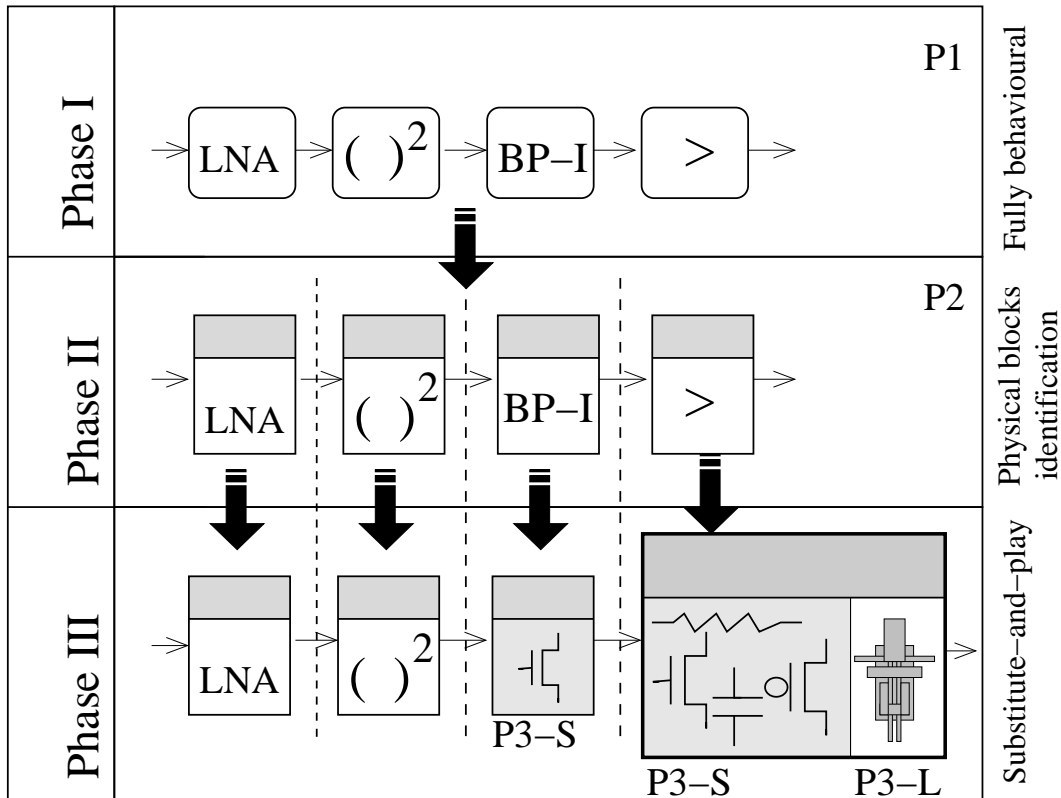 Phase I
P1
LNA
( )2
BP–I
>
Fully behavioural
Phase II
P2
LNA
( )2
BP–I
>
Physical blocks
identification
Phase III
LNA
( )2
P3–S
P3–S
P3–L
Substitute–and–play